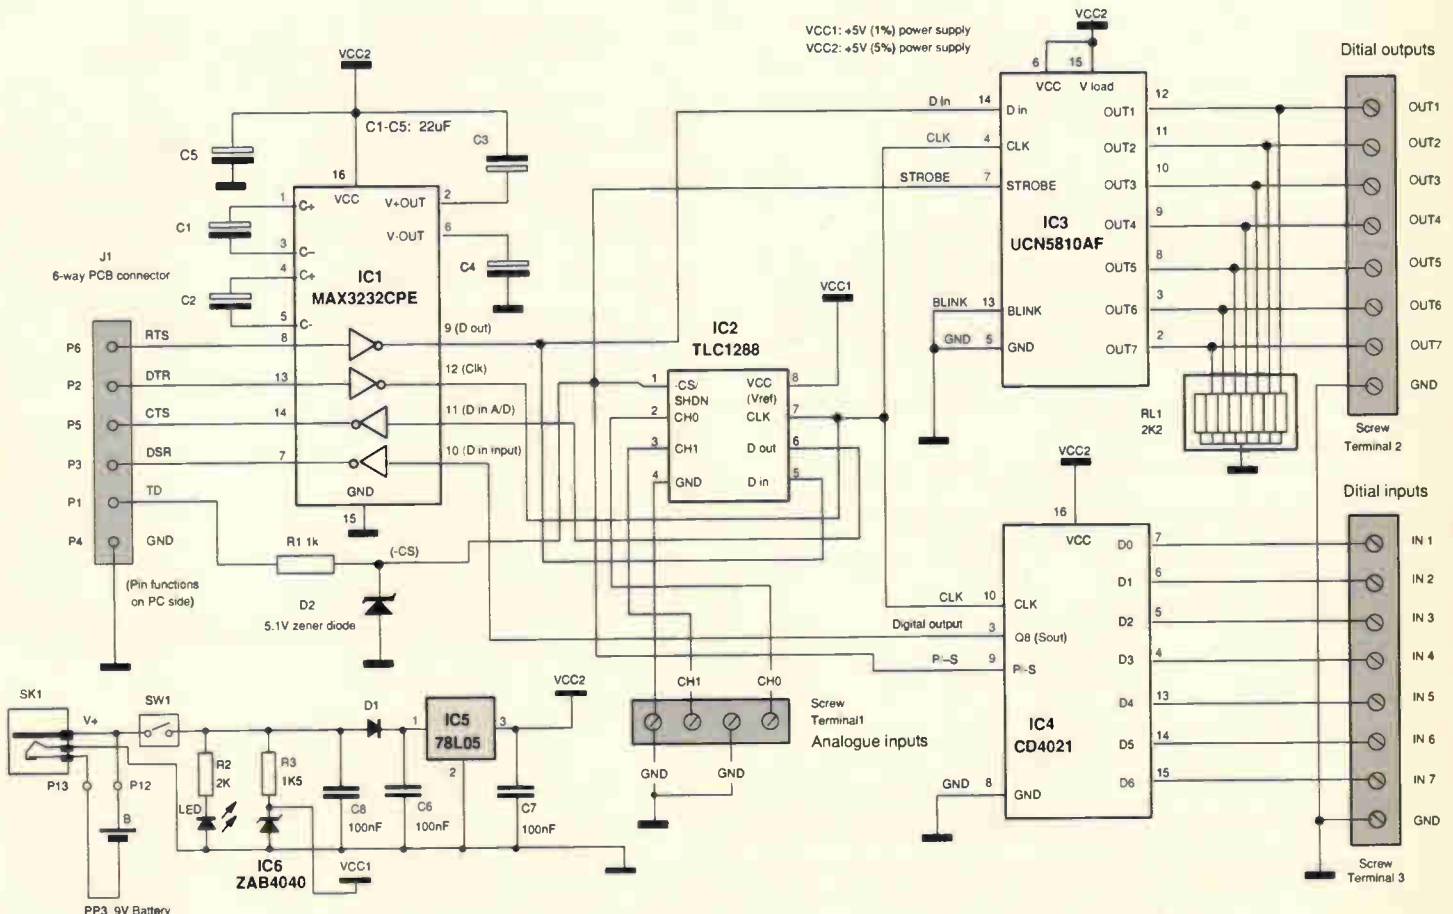 VCC1: +5V (1%) power supply
VCC2: +5V (5%) power supply
VCC2
Ditial outputs
VCC2
C1-C5: 22uF
C5
C3
16
VCC
1
C+
V+OUT
2
C1
3
C–
V-OUT
6
4
C+
C2
5
C-
C4
IC1
MAX3232CPE
J1
6-way PCB connector
P6
RTS
8
9 (D out)
P2
DTR
13
12 (Clk)
P5
CTS
14
11 (D in A/D)
P3
DSR
7
10 (D in input)
P1
TD
GND
15
P4
GND
(Pin functions
on PC side)
R1 1k
(-CS)
D2
5.1V zener diode
IC2
TLC1288
VCC1
1
-CS/
SHDN
VCC
(Vref)
8
2
CH0
CLK
7
3
CH1
D out
6
4
GND
D in
5
6
15
VCC
V load
D in
14
D in
CLK
4
CLK
STROBE
7
STROBE
IC3
UCN5810AF
BLINK
13
BLINK
GND
5
GND
OUT1
12
OUT1
OUT2
11
OUT2
OUT3
10
OUT3
OUT4
9
OUT4
OUT5
8
OUT5
OUT6
3
OUT6
OUT7
2
OUT7
GND
RL1
2K2
Screw
Terminal 2
VCC2
16
VCC
Ditial inputs
CLK
10
CLK
Digital output
3
Q8 (Sout)
P/–S
9
P/-S
IC4
CD4021
GND
8
GND
D0
7
IN 1
D1
6
IN 2
D2
5
IN 3
D3
4
IN 4
D4
13
IN 5
D5
14
IN 6
D6
15
IN 7
GND
Screw
Terminal 3
CH1
CH0
Screw
Terminal1
Analogue inputs
GND
GND
SK1
V+
SW1
D1
1
IC5
78L05
3
2
VCC2
P13
P12
R2
2K
R3
1K5
LED
B
C8
100nF
C6
100nF
C7
100nF
IC6
ZAB4040
VCC1
PP3 9V Battery